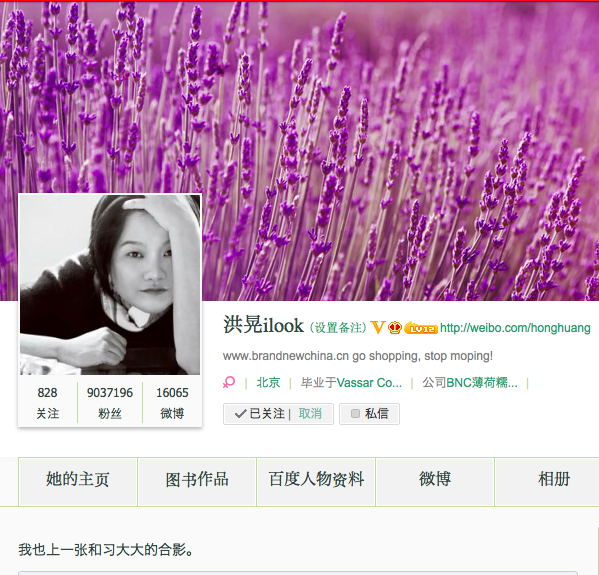 洪晃ilook (设置备注) LV12 http://weibo.com/honghuang
www.brandnewchina.cn go shopping, stop moping!
北京 | 毕业于Vassar Co... | 公司BNC薄荷糯... |
828 9037196 16065
关注 粉丝 微博
已关注 | 取消 私信
她的主页 图书作品 百度人物资料 微博 相册
我也上一张和习大大的合影。